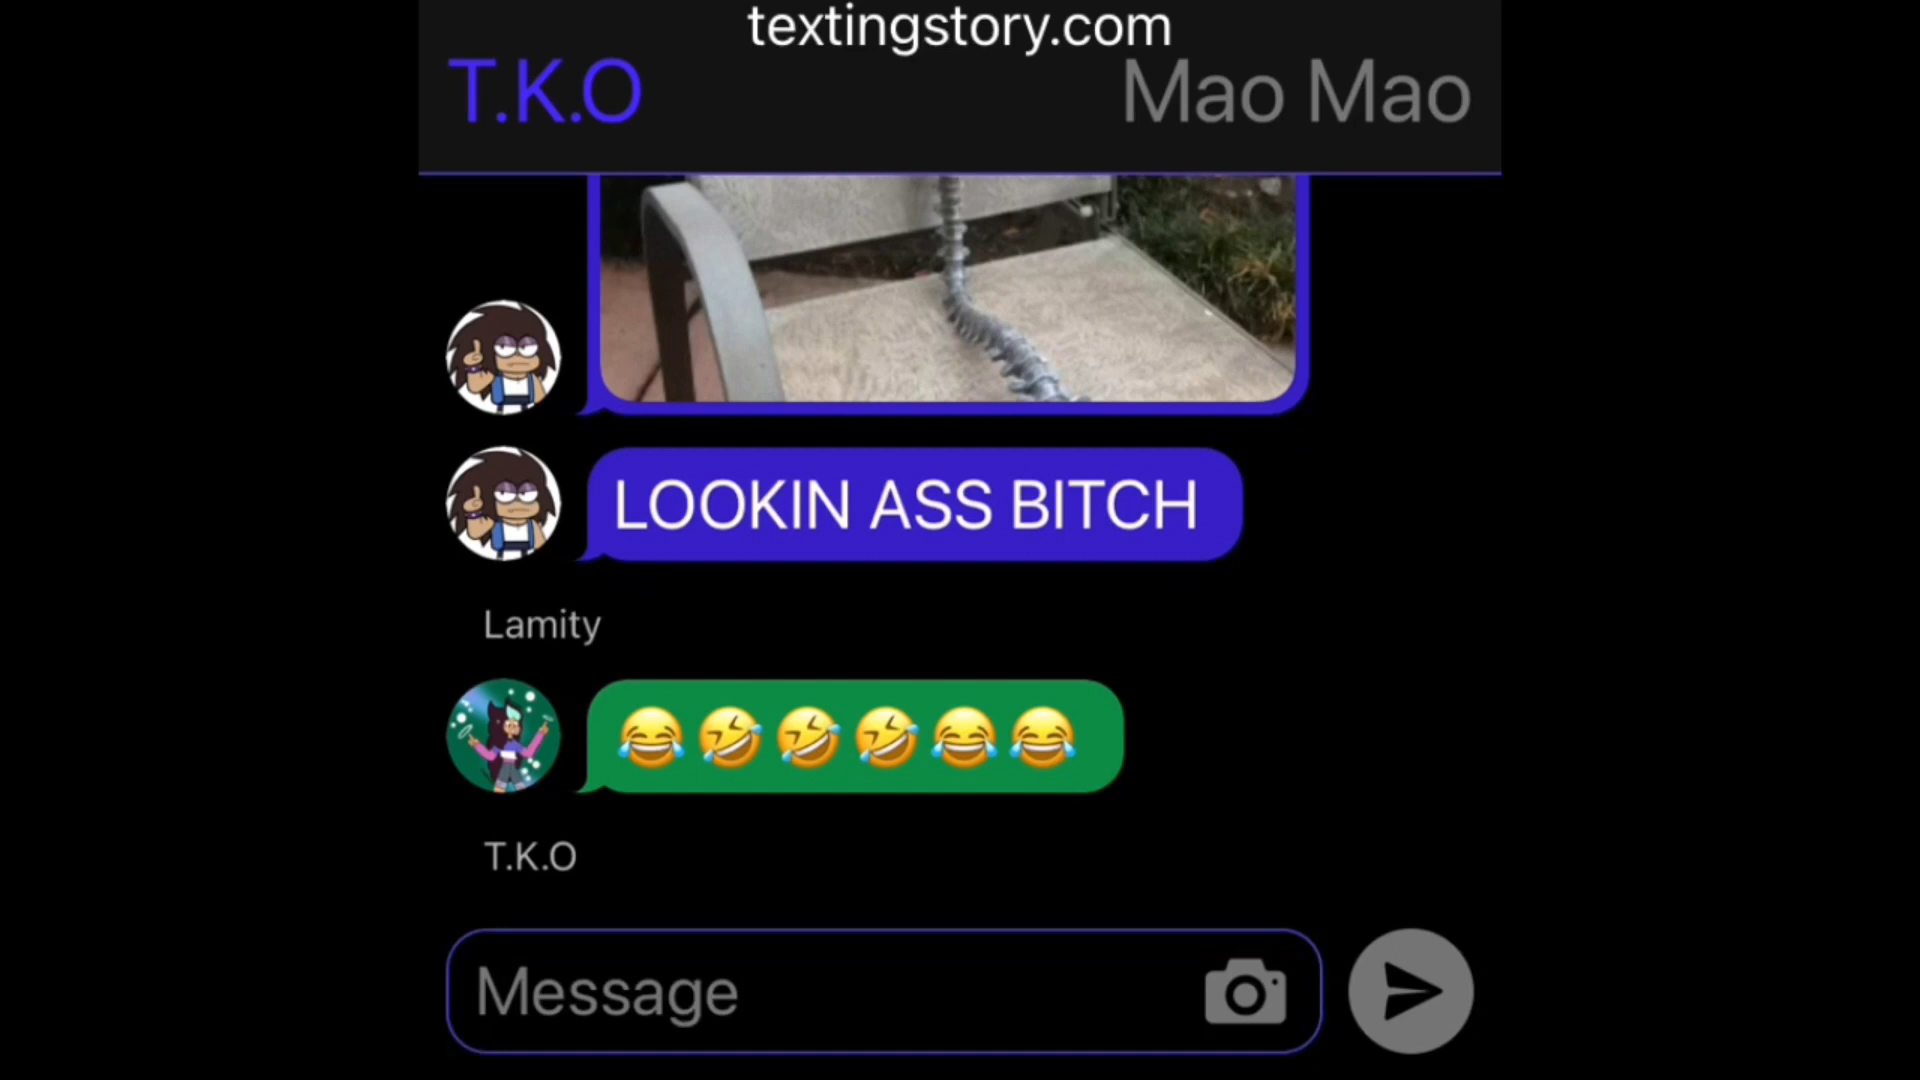 textingstory.com
T.K.O
Mao Mao
LOOKIN ASS BITCH
Lamity
😂🤣🤣🤣😂😂
T.K.O
Message